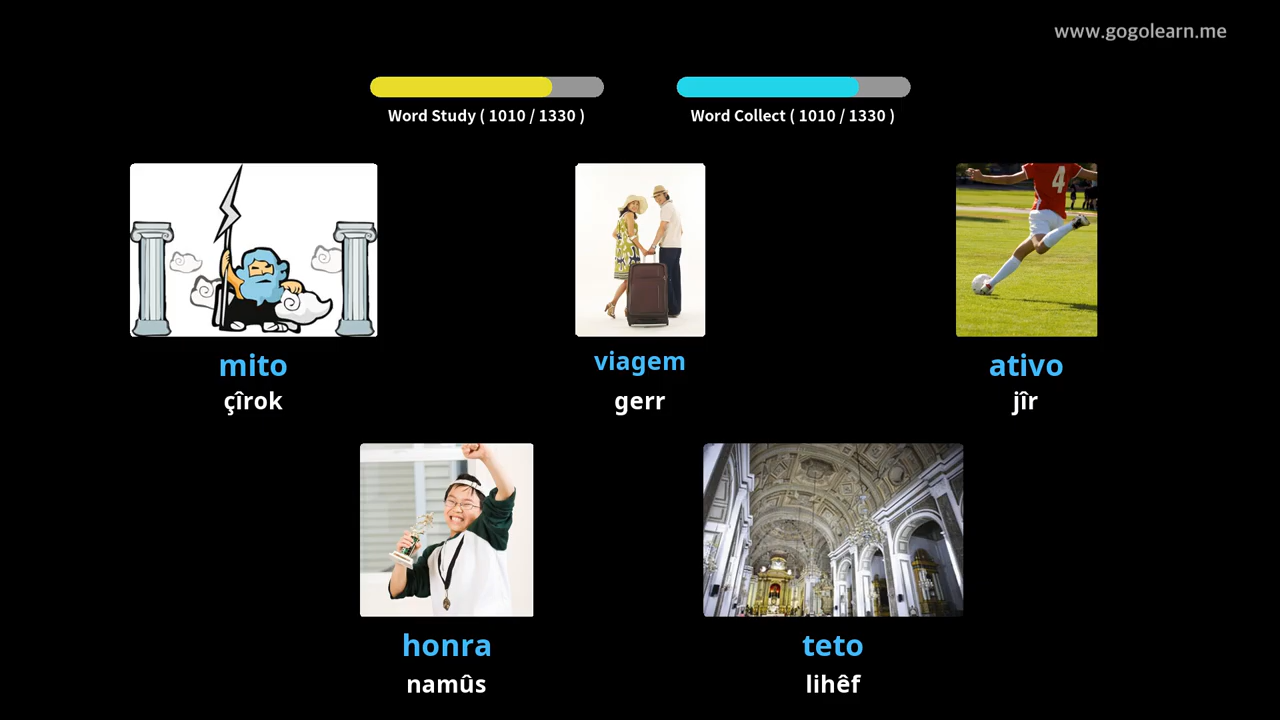 www.gogolearn.me
Word Study ( 1010 / 1330 )
Word Collect ( 1010 / 1330 )
mito
çîrok
viagem
gerr
ativo
jîr
4
honra
namûs
teto
lihêf